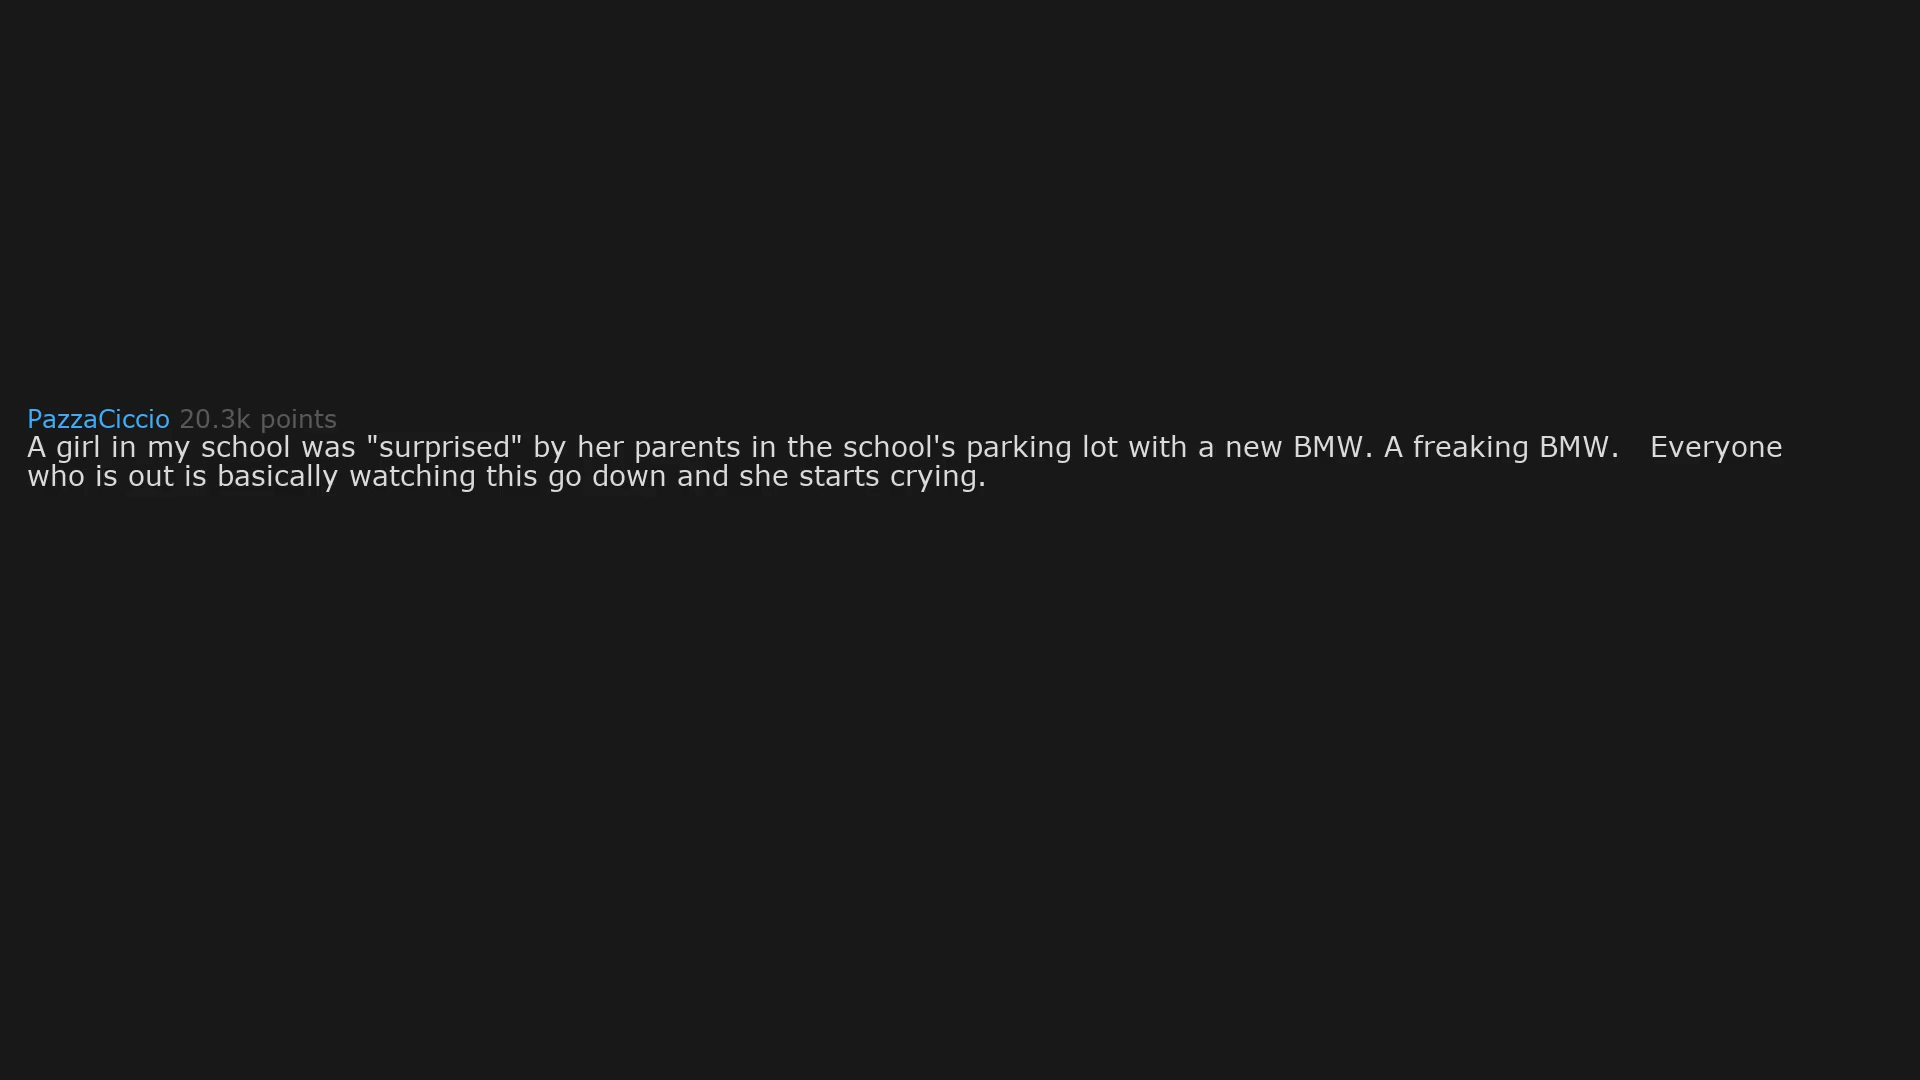 PazzaCiccio 20.3k points
A girl in my school was "surprised" by her parents in the school's parking lot with a new BMW. A freaking BMW.   Everyone
who is out is basically watching this go down and she starts crying.